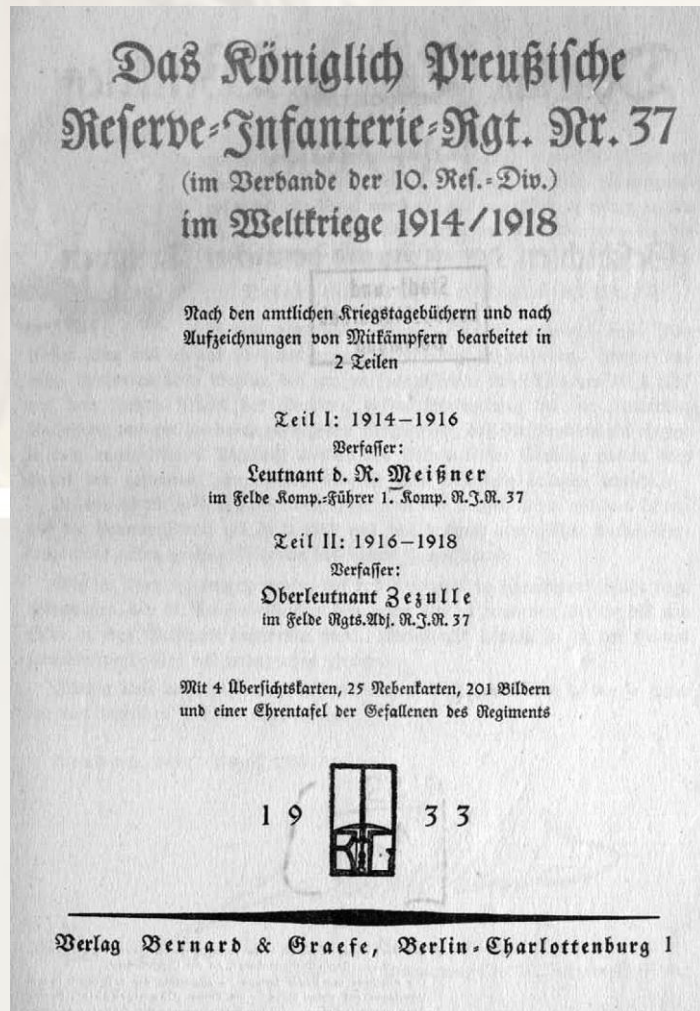 Das Königlich Preußische
Reserve-Infanterie-Rgt. Nr. 37
(im Verbande der 10. Res.-Div.)
im Weltkriege 1914/1918
Stadt- und
Nach den amtlichen Kriegstagebüchern und nach
Aufzeichnungen von Mitkämpfern bearbeitet in
2 Teilen
Teil I: 1914–1916
Verfasser:
Leutnant d. R. Meißner
im Felde Komp.-Führer 1. Komp. R.I.R. 37
Teil II: 1916–1918
Verfasser:
Oberleutnant Zezulle
im Felde Rgts.Adj. R.I.R. 37
Mit 4 Übersichtskarten, 25 Nebenkarten, 201 Bildern
und einer Ehrentafel der Gefallenen des Regiments
19 33
Verlag Bernard & Graefe, Berlin-Charlottenburg 1